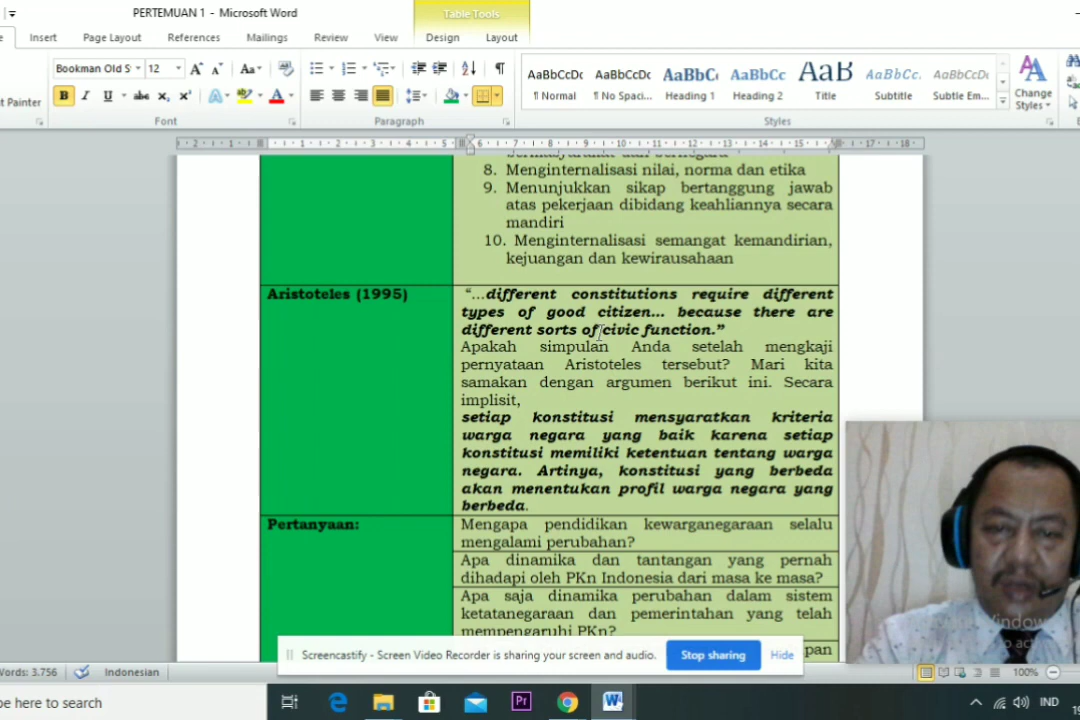 PERTEMUAN 1 - Microsoft Word
Table Tools
Insert
Page Layout
References
Mailings
Review
View
Design
Layout
Bookman Old S
12
Aa
t Painter
AaBbCcDc
AaBbCcDc
AaBbC
AaBbCc
AaB
AaBbCc.
AaBbCcDc
¶ Normal
¶ No Spaci...
Heading 1
Heading 2
Title
Subtitle
Subtle Em...
Change
Styles
Font
Paragraph
Styles
8. Menginternalisasi nilai, norma dan etika
9. Menunjukkan sikap bertanggung jawab
atas pekerjaan dibidang keahliannya secara
mandiri
10. Menginternalisasi semangat kemandirian,
kejuangan dan kewirausahaan
Aristoteles (1995)
“...different constitutions require different
types of good citizen... because there are
different sorts of civic function.”
Apakah simpulan Anda setelah mengkaji
pernyataan Aristoteles tersebut? Mari kita
samakan dengan argumen berikut ini. Secara
implisit,
setiap konstitusi mensyaratkan kriteria
warga negara yang baik karena setiap
konstitusi memiliki ketentuan tentang warga
negara. Artinya, konstitusi yang berbeda
akan menentukan profil warga negara yang
berbeda.
Pertanyaan:
Mengapa pendidikan kewarganegaraan selalu
mengalami perubahan?
Apa dinamika dan tantangan yang pernah
dihadapi oleh PKn Indonesia dari masa ke masa?
Apa saja dinamika perubahan dalam sistem
ketatanegaraan dan pemerintahan yang telah
mempengaruhi PKn?
pan
Screencastify - Screen Video Recorder is sharing your screen and audio.
Stop sharing
Hide
Words: 3.756
Indonesian
100%
pe here to search
IND